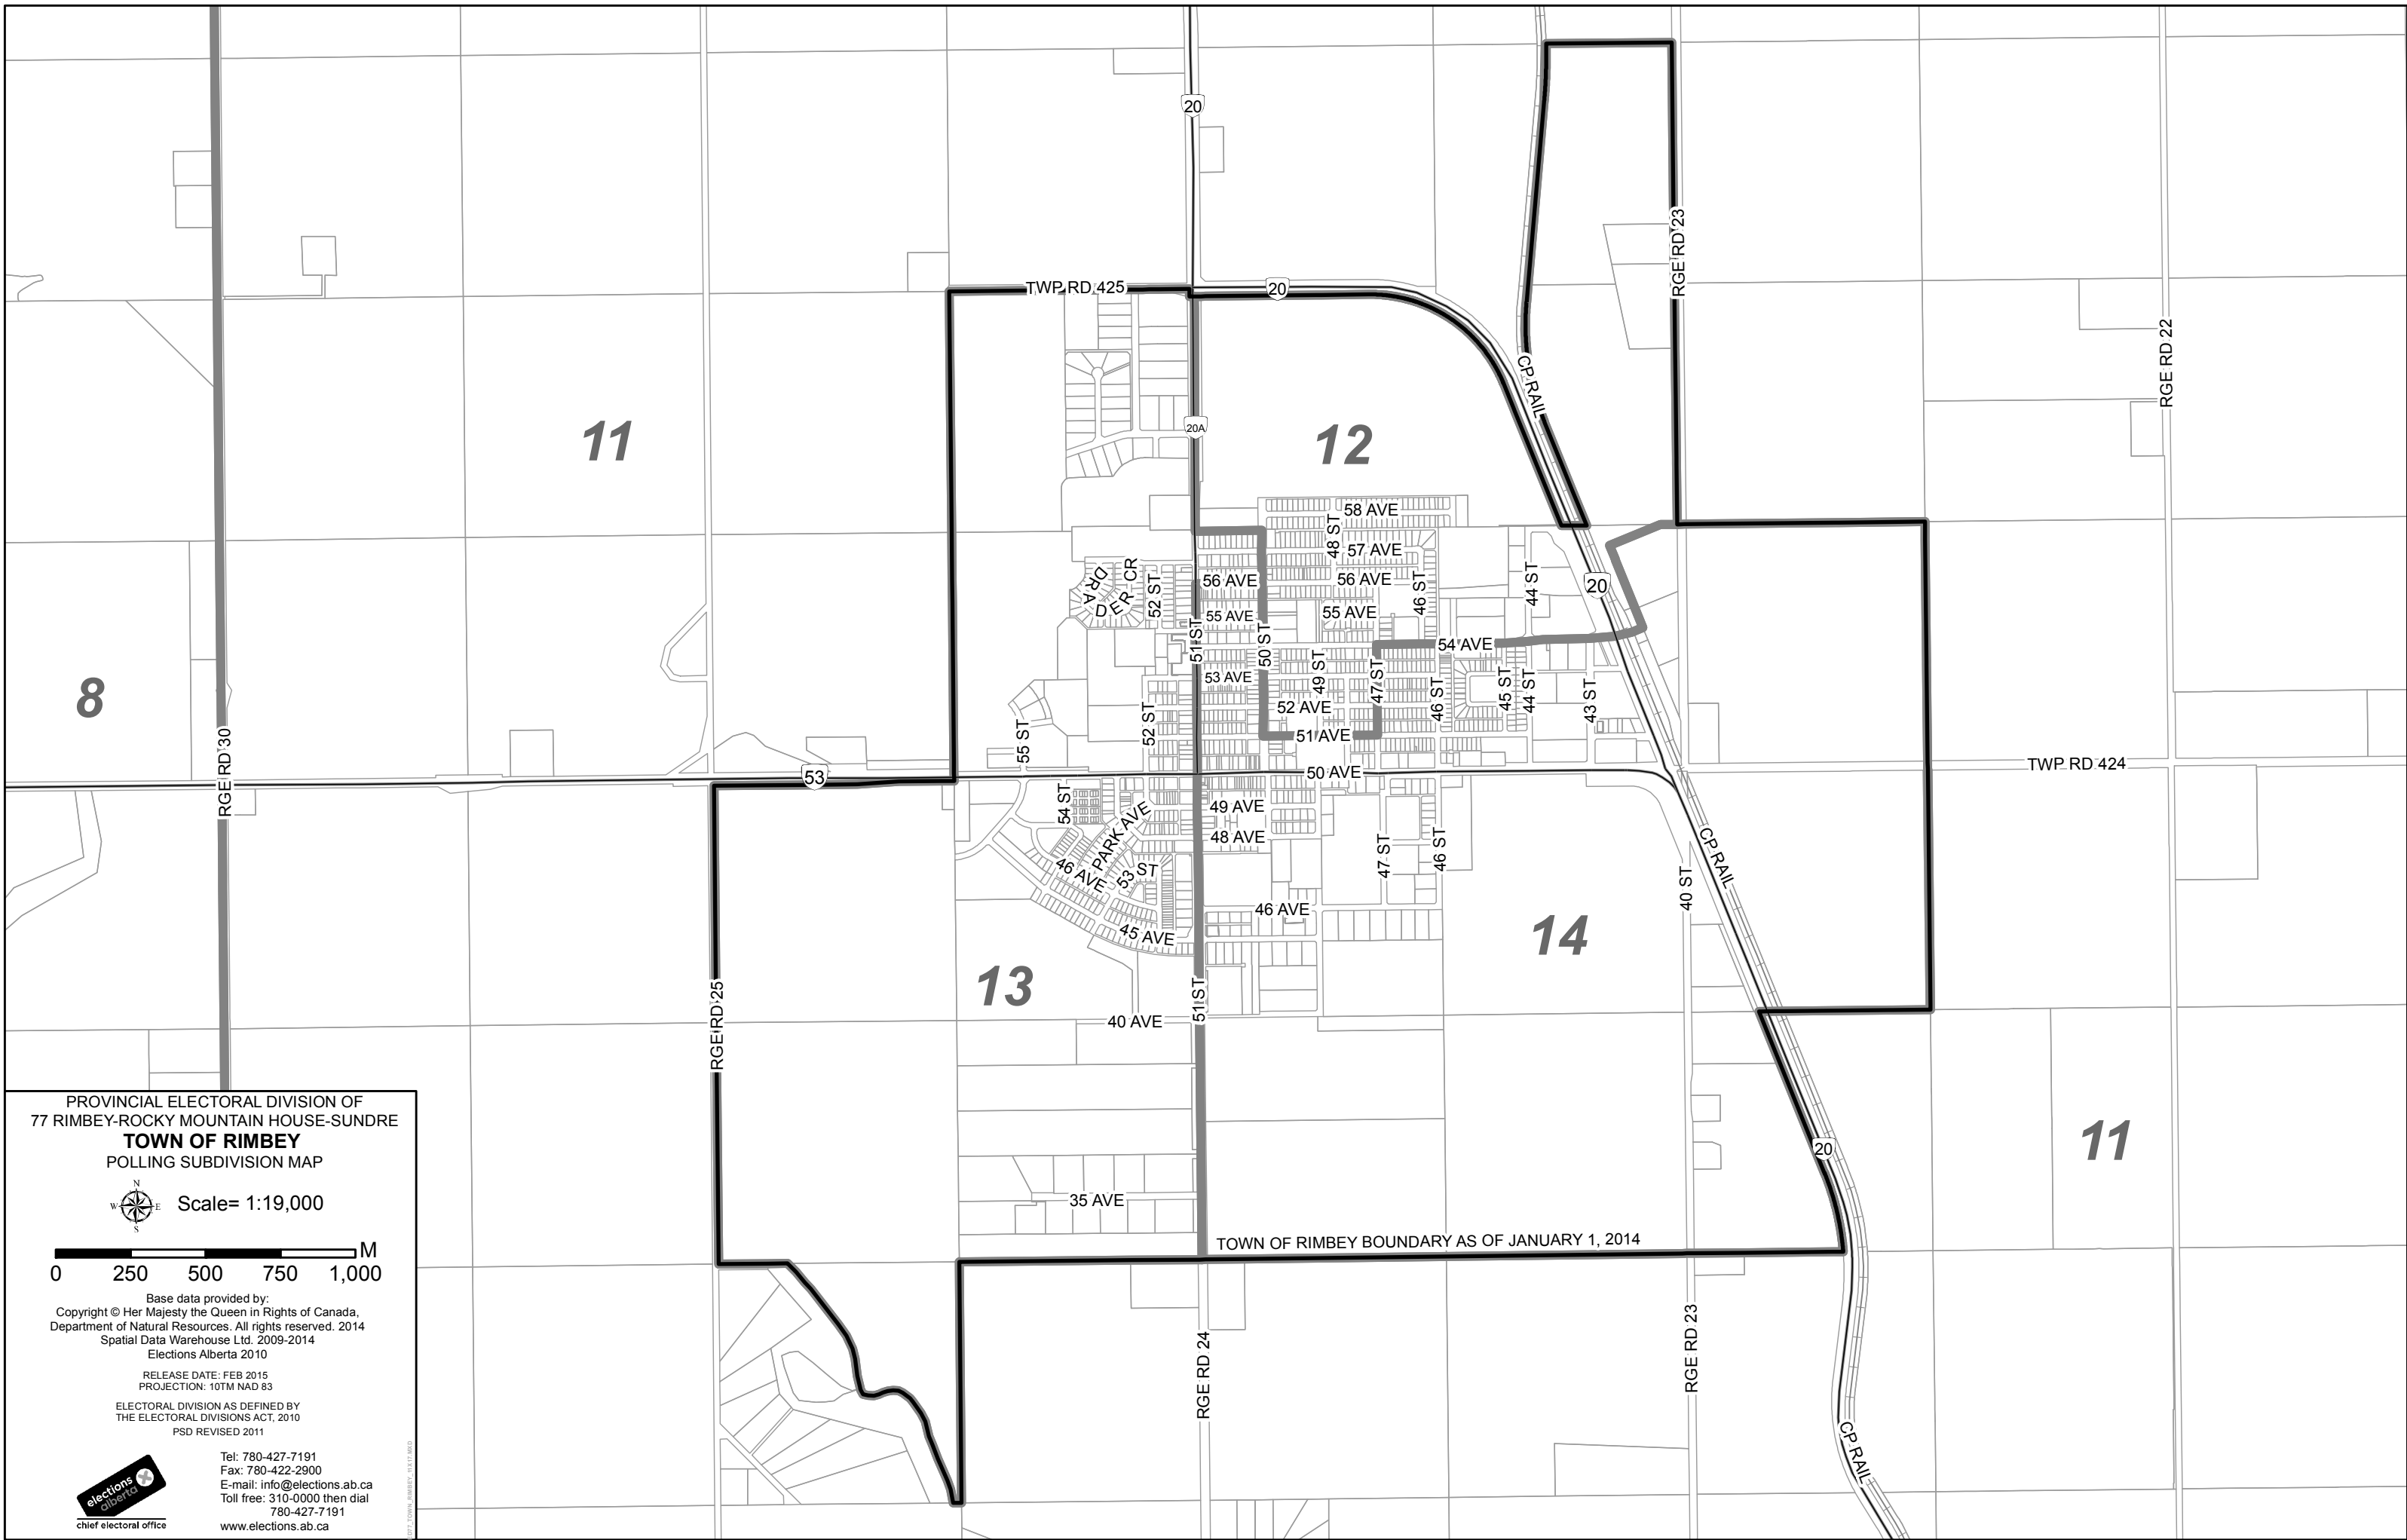 20
RGE RD 23
TWP RD 425
20
RGE RD 22
CP RAIL
20A
11
12
58 AVE
48 ST
57 AVE
56 AVE
56 AVE
DRADER CR
52 ST
46 ST
44 ST
20
55 AVE
55 AVE
51 ST
50 ST
54 AVE
8
53 AVE
49 ST
47 ST
46 ST
45 ST
44 ST
43 ST
52 AVE
52 ST
55 ST
51 AVE
RGE RD 30
53
50 AVE
TWP RD 424
54 ST
PARK AVE
49 AVE
48 AVE
47 ST
46 ST
CP RAIL
46 AVE
53 ST
40 ST
46 AVE
45 AVE
14
13
51 ST
RGE RD 25
40 AVE
11
20
35 AVE
TOWN OF RIMBEY BOUNDARY AS OF JANUARY 1, 2014
RGE RD 24
RGE RD 23
CP RAIL
PROVINCIAL ELECTORAL DIVISION OF
77 RIMBEY-ROCKY MOUNTAIN HOUSE-SUNDRE
TOWN OF RIMBEY
POLLING SUBDIVISION MAP
N
W E
S
Scale= 1:19,000
M
0 250 500 750 1,000
Base data provided by:
Copyright © Her Majesty the Queen in Rights of Canada,
Department of Natural Resources. All rights reserved. 2014
Spatial Data Warehouse Ltd. 2009-2014
Elections Alberta 2010
RELEASE DATE: FEB 2015
PROJECTION: 10TM NAD 83
ELECTORAL DIVISION AS DEFINED BY
THE ELECTORAL DIVISIONS ACT, 2010
PSD REVISED 2011
elections
alberta
chief electoral office
Tel: 780-427-7191
Fax: 780-422-2900
E-mail: info@elections.ab.ca
Toll free: 310-0000 then dial
780-427-7191
www.elections.ab.ca